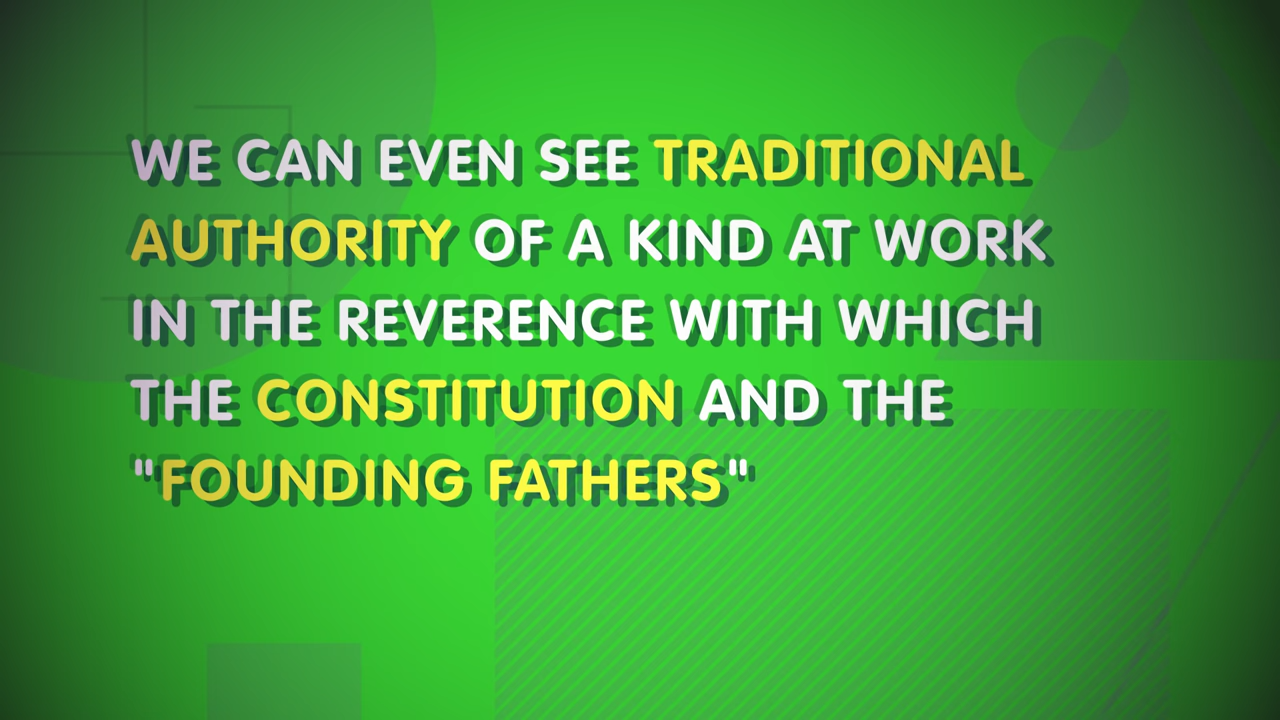 WE CAN EVEN SEE TRADITIONAL
AUTHORITY OF A KIND AT WORK
IN THE REVERENCE WITH WHICH
THE CONSTITUTION AND THE
"FOUNDING FATHERS"